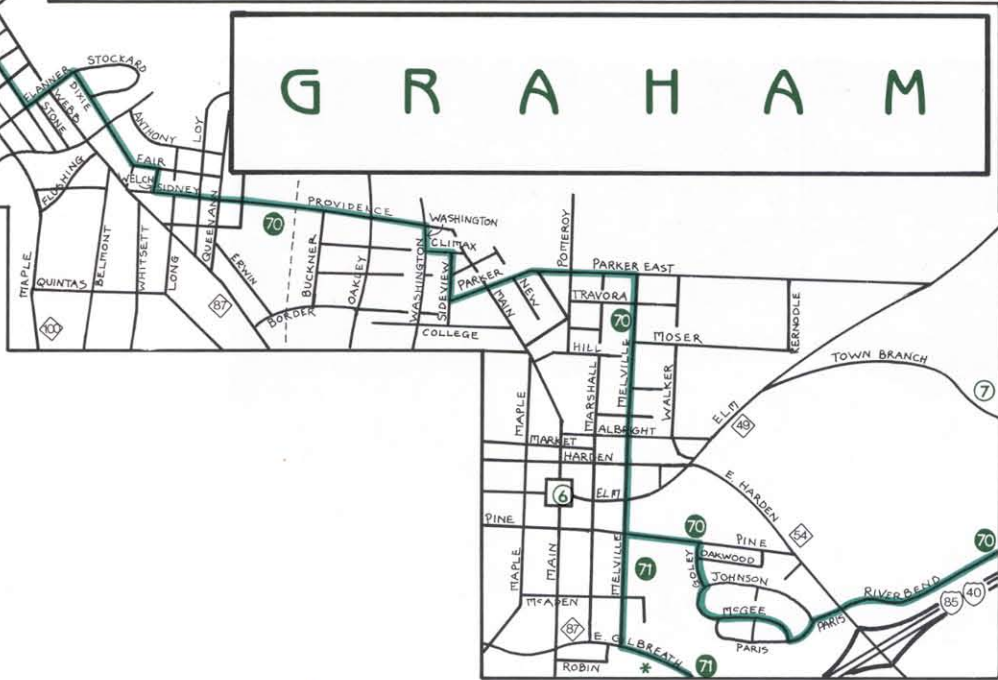 GRAHAM
STOCKARD
FLANNER
DIXIE
WEBB
STONE
ANTHONY
LOY
FAIR
WELCH
SIDNEY
FLUSHING
PROVIDENCE
WASHINGTON
70
CLIMAX
POMEROY
MAPLE
BELMONT
WHITSETT
LONG
QUEEN ANN
ERWIN
BUCKNER
OAKLEY
WASHINGTON
SIDEVIEW
PARKER
PARKER EAST
QUINTAS
MAIN
NEW
TRAVORA
KERNODLE
100
87
BORDER
COLLEGE
70
MOSER
HILL
MELVILLE
TOWN BRANCH
7
MAPLE
MARSHALL
WALKER
ELM
49
ALBRIGHT
MARKET
HARDEN
6
ELM
E. HARDEN
PINE
70
PINE
54
70
OAKWOOD
MAPLE
MAIN
MELVILLE
71
MOLEY
JOHNSON
RIVER BEND
85
40
McADEN
McGEE
PARIS
87
E. GILBREATH
PARIS
ROBIN
*
71